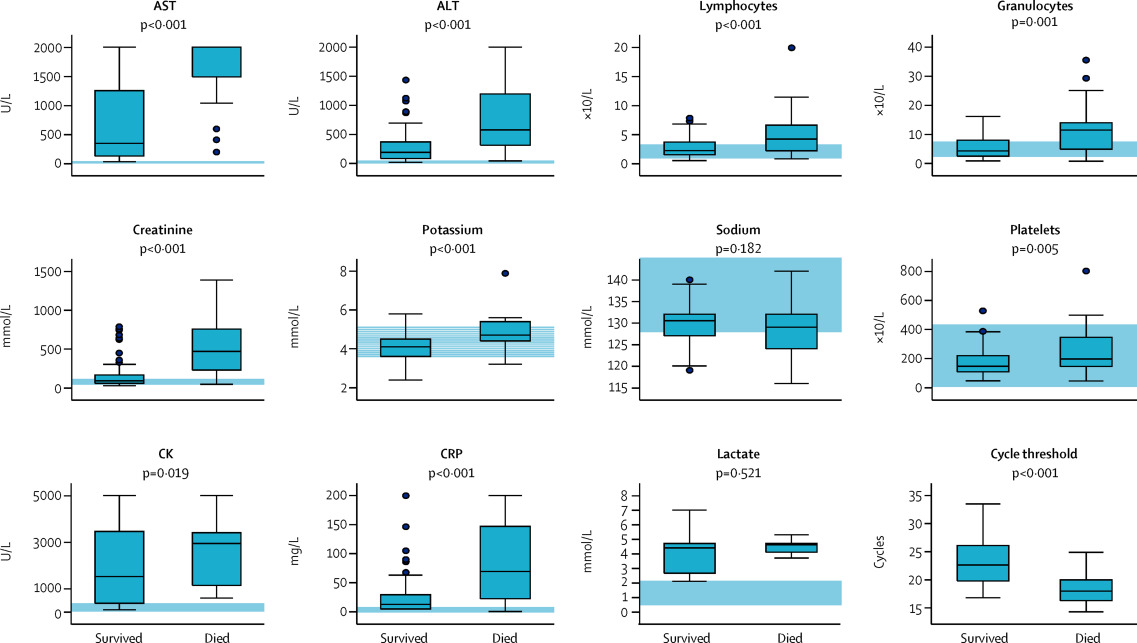 AST
p<0·001
2000
1500
1000
500
0
U/L
ALT
p<0·001
2000
1500
1000
500
0
U/L
Lymphocytes
p<0·001
20
15
10
5
0
×10/L
Granulocytes
p=0·001
40
30
20
10
0
×10/L
Creatinine
p<0·001
1500
1000
500
0
mmol/L
Potassium
p<0·001
8
6
4
2
mmol/L
Sodium
p=0·182
140
135
130
125
120
115
mmol/L
Platelets
p=0·005
800
600
400
200
0
×10/L
CK
p=0·019
5000
3000
1000
0
U/L
Survived
Died
CRP
p<0·001
200
150
100
50
0
mg/L
Survived
Died
Lactate
p=0·521
8
7
6
5
4
3
2
1
0
mmol/L
Survived
Died
Cycle threshold
p<0·001
35
25
25
20
15
Cycles
Survived
Died